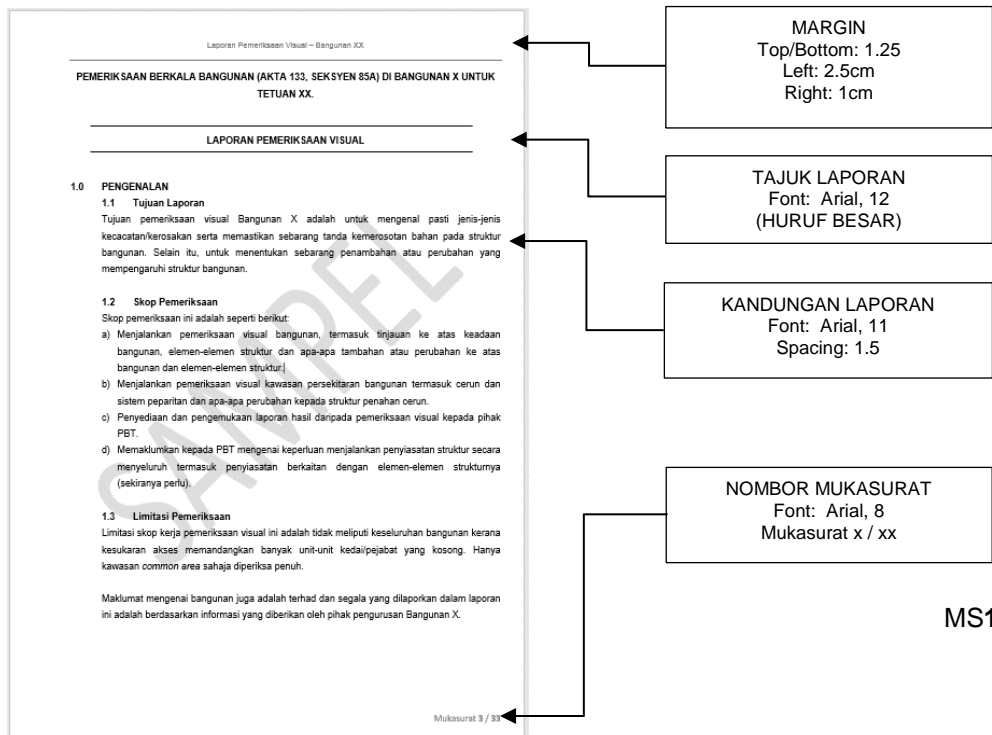 Laporan Pemeriksaan Visual – Bangunan XX
PEMERIKSAAN BERKALA BANGUNAN (AKTA 133, SEKSYEN 85A) DI BANGUNAN X UNTUK
TETUAN XX.
LAPORAN PEMERIKSAAN VISUAL
1.0 PENGENALAN
1.1 Tujuan Laporan
Tujuan pemeriksaan visual Bangunan X adalah untuk mengenal pasti jenis-jenis
kecacatan/kerosakan serta memastikan sebarang tanda kemerosotan bahan pada struktur
bangunan. Selain itu, untuk menentukan sebarang penambahan atau perubahan yang
mempengaruhi struktur bangunan.
1.2 Skop Pemeriksaan
Skop pemeriksaan ini adalah seperti berikut:
a) Menjalankan pemeriksaan visual bangunan, termasuk tinjauan ke atas keadaan
bangunan, elemen-elemen struktur dan apa-apa tambahan atau perubahan ke atas
bangunan dan elemen-elemen struktur.
b) Menjalankan pemeriksaan visual kawasan persekitaran bangunan termasuk cerun dan
sistem peparitan dan apa-apa perubahan kepada struktur penahan cerun.
c) Penyediaan dan pengemukaan laporan hasil daripada pemeriksaan visual kepada pihak
PBT.
d) Memaklumkan kepada PBT mengenai keperluan menjalankan penyiasatan struktur secara
menyeluruh termasuk penyiasatan berkaitan dengan elemen-elemen strukturnya
(sekiranya perlu).
1.3 Limitasi Pemeriksaan
Limitasi skop kerja pemeriksaan visual ini adalah tidak meliputi keseluruhan bangunan kerana
kesukaran akses memandangkan banyak unit-unit kedai/pejabat yang kosong. Hanya
kawasan common area sahaja diperiksa penuh.
Maklumat mengenai bangunan juga adalah terhad dan segala yang dilaporkan dalam laporan
ini adalah berdasarkan informasi yang diberikan oleh pihak pengurusan Bangunan X.
Mukasurat 3 / 33
SAMPEL
MARGIN
Top/Bottom: 1.25
Left: 2.5cm
Right: 1cm
TAJUK LAPORAN
Font: Arial, 12
(HURUF BESAR)
KANDUNGAN LAPORAN
Font: Arial, 11
Spacing: 1.5
NOMBOR MUKASURAT
Font: Arial, 8
Mukasurat x / xx
MS1